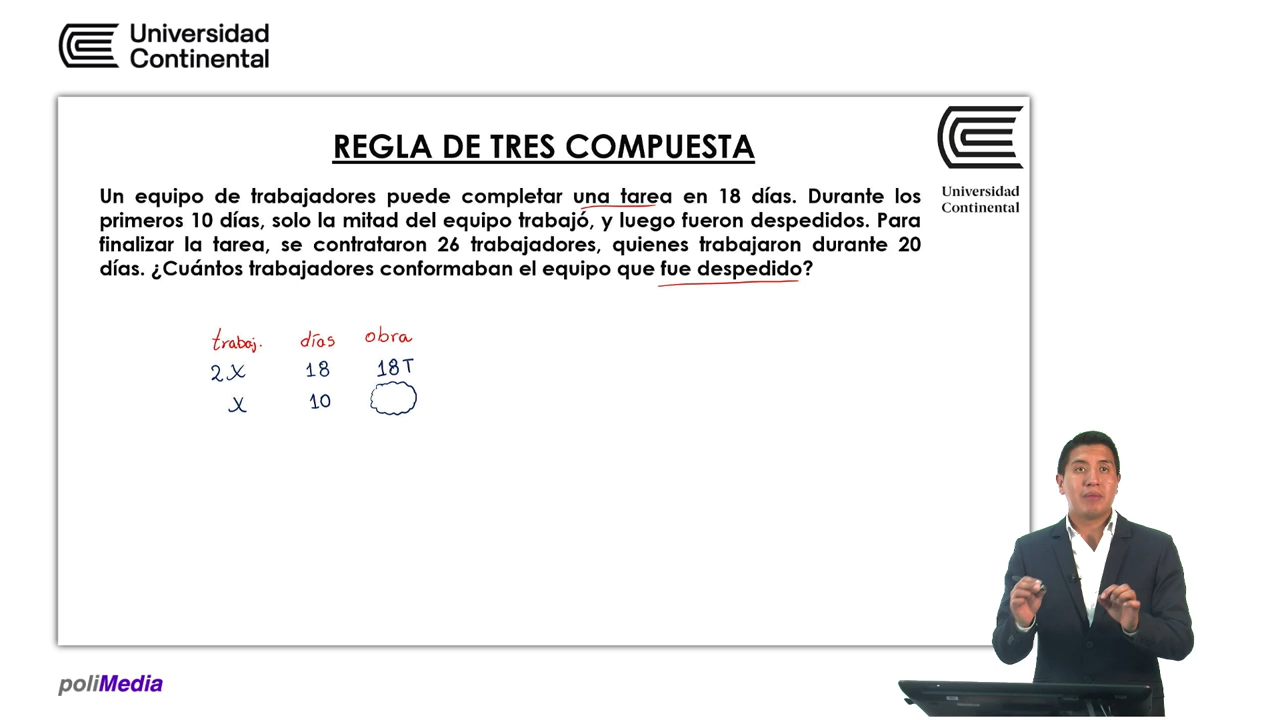 Universidad
Continental
REGLA DE TRES COMPUESTA
Universidad
Continental
Un equipo de trabajadores puede completar una tarea en 18 días. Durante los
primeros 10 días, solo la mitad del equipo trabajó, y luego fueron despedidos. Para
finalizar la tarea, se contrataron 26 trabajadores, quienes trabajaron durante 20
días. ¿Cuántos trabajadores conformaban el equipo que fue despedido?
trabaj. días obra
2x 18 18T
x 10
poliMedia